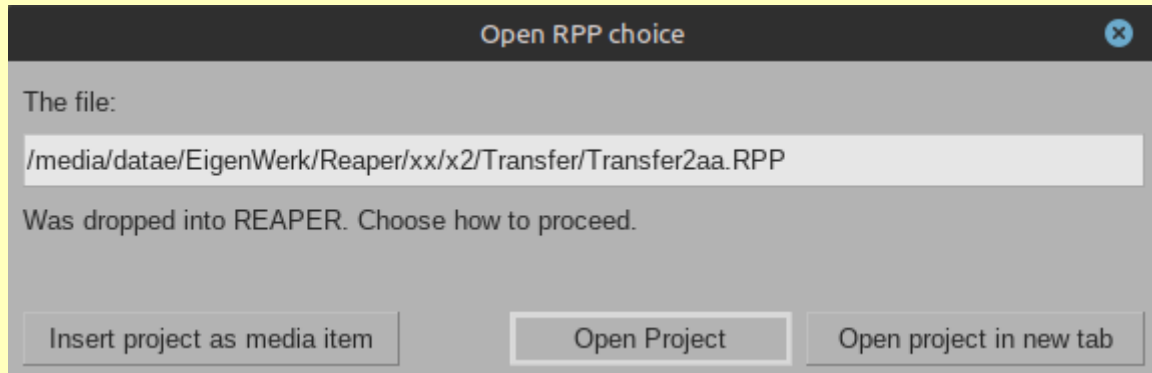 Open RPP choice
The file:
/media/datae/EigenWerk/Reaper/xx/x2/Transfer/Transfer2aa.RPP
Was dropped into REAPER. Choose how to proceed.
Insert project as media item Open Project Open project in new tab